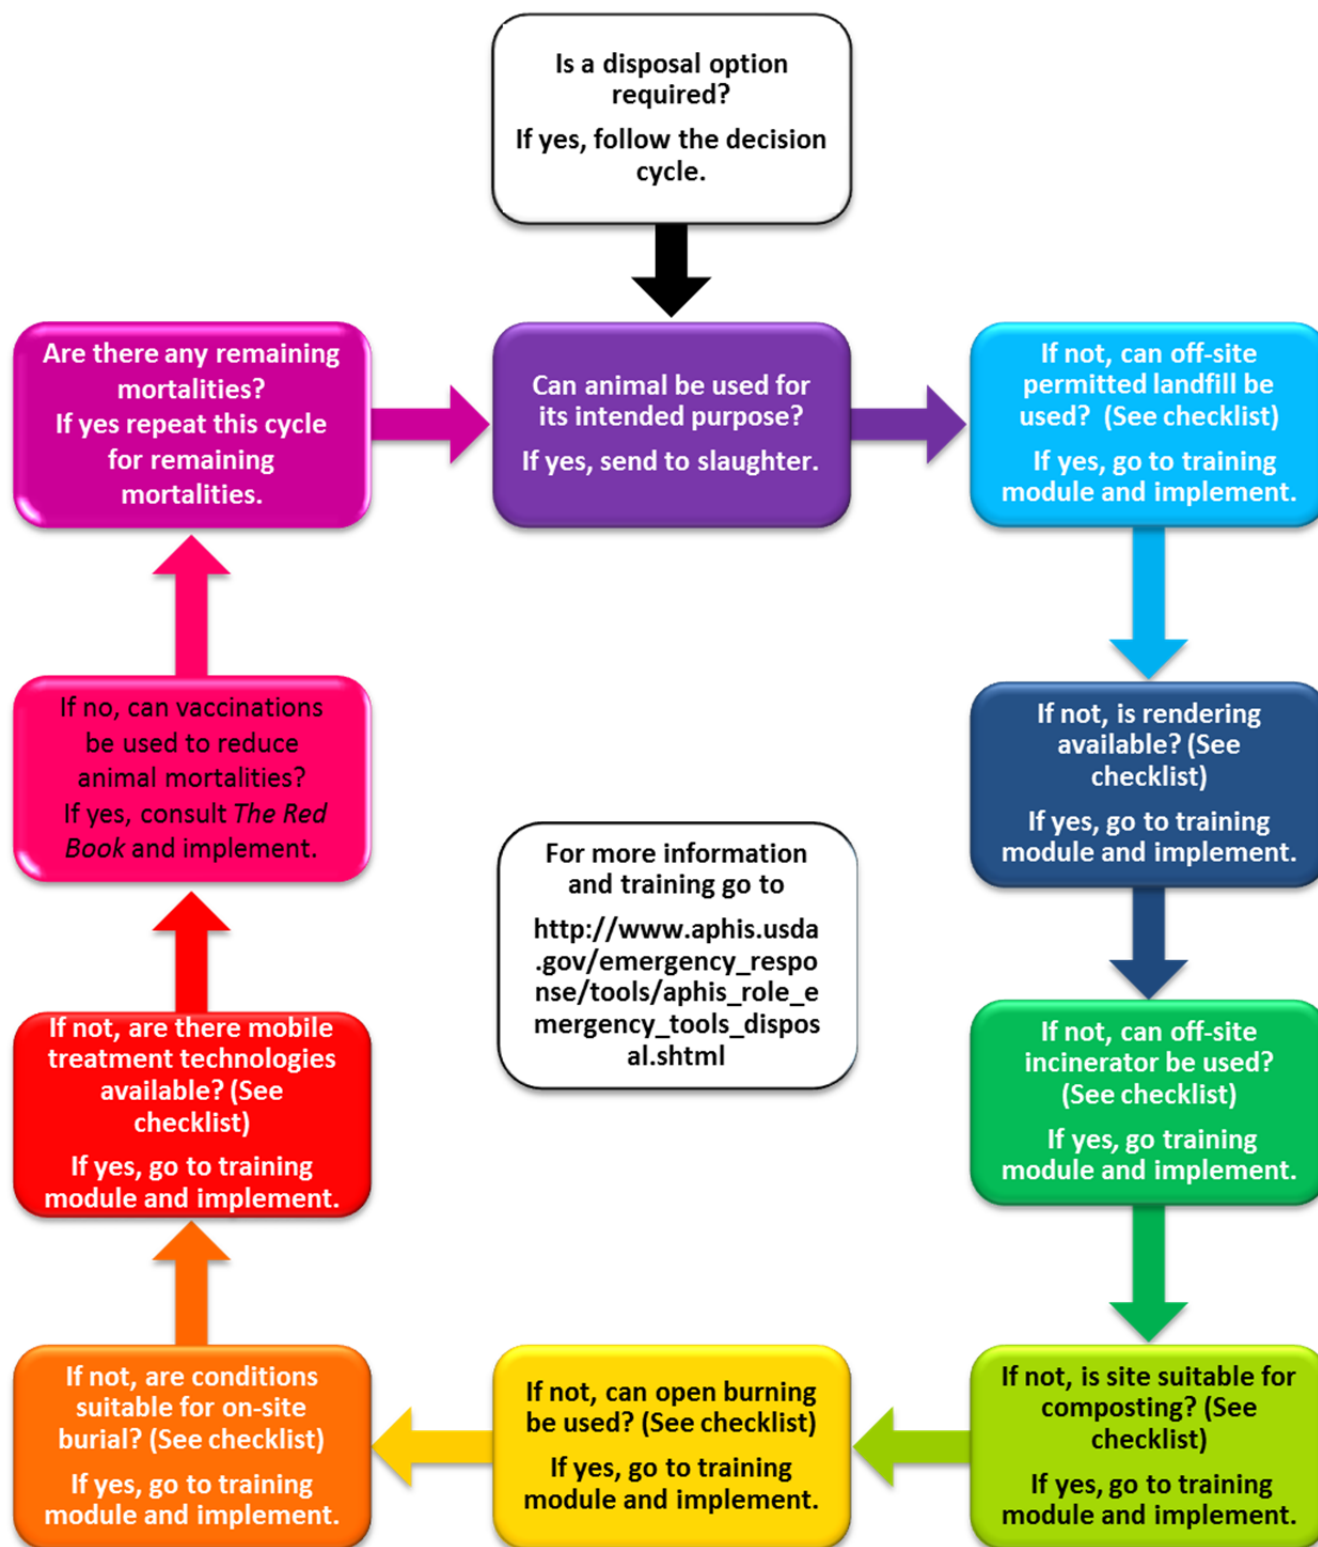 Is a disposal option
required?
If yes, follow the decision
cycle.
Are there any remaining
mortalities?
If yes repeat this cycle
for remaining
mortalities.
Can animal be used for
its intended purpose?
If yes, send to slaughter.
If not, can off-site
permitted landfill be
used?  (See checklist)
If yes, go to training
module and implement.
If not, is rendering
available? (See
checklist)
If yes, go to training
module and implement.
If not, can off-site
incinerator be used?
(See checklist)
If yes, go training
module and implement.
If not, is site suitable for
composting? (See
checklist)
If yes, go to training
module and implement.
If not, can open burning
be used? (See checklist)
If yes, go to training
module and implement.
If not, are conditions
suitable for on-site
burial? (See checklist)
If yes, go to training
module and implement.
If not, are there mobile
treatment technologies
available? (See
checklist)
If yes, go to training
module and implement.
If no, can vaccinations
be used to reduce
animal mortalities?
If yes, consult The Red
Book and implement.
For more information
and training go to
http://www.aphis.usda
.gov/emergency_respo
nse/tools/aphis_role_e
mergency_tools_dispos
al.shtml